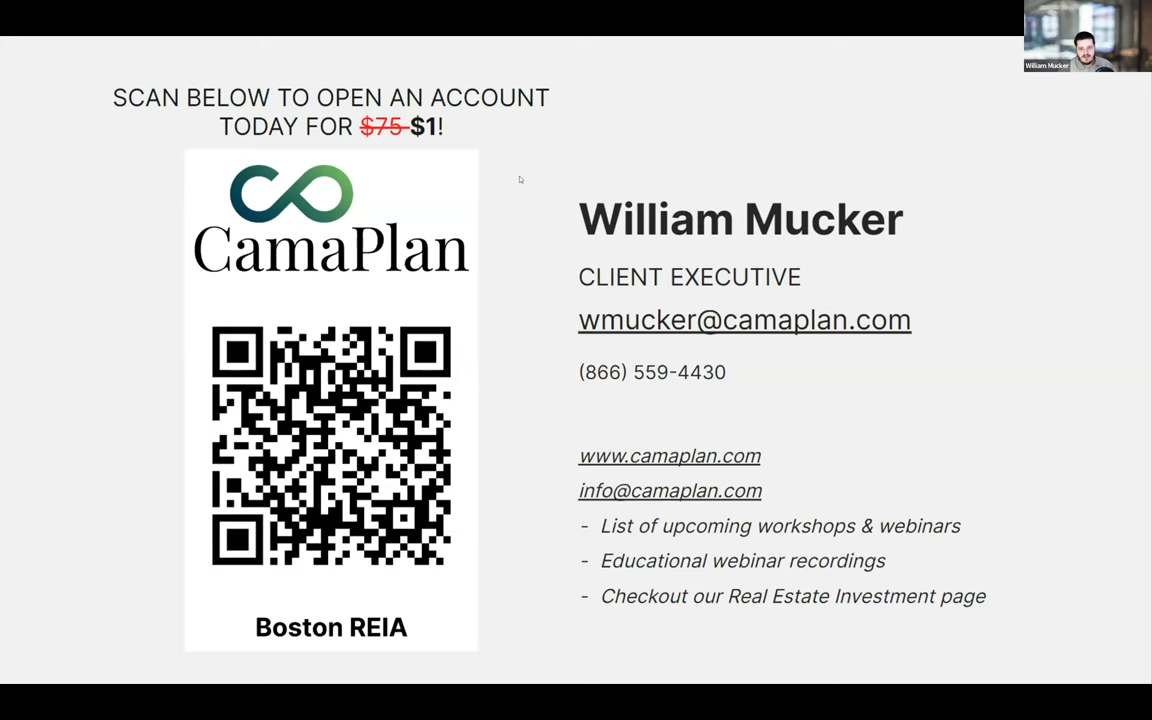 William Mucker
SCAN BELOW TO OPEN AN ACCOUNT
TODAY FOR $75 $1!
CamaPlan
Boston REIA
William Mucker
CLIENT EXECUTIVE
wmucker@camaplan.com
(866) 559-4430
www.camaplan.com
info@camaplan.com
- List of upcoming workshops & webinars
- Educational webinar recordings
- Checkout our Real Estate Investment page